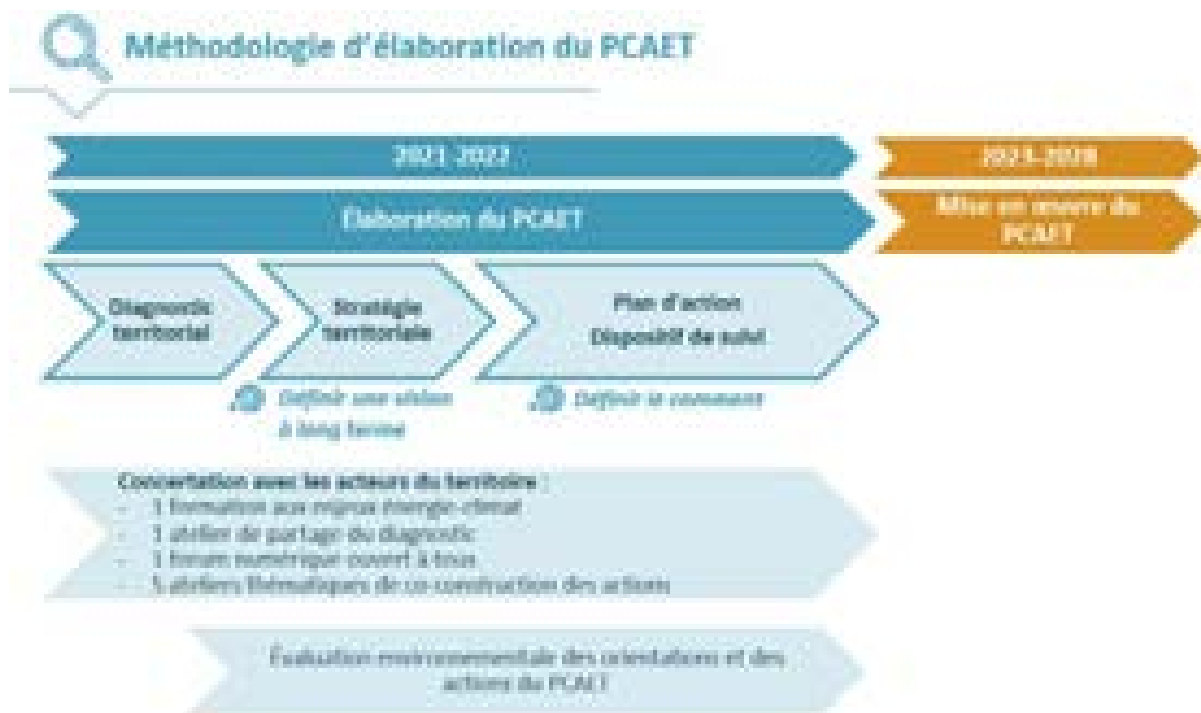 Méthodologie d'élaboration du PCAET
2021-2022
2023-2028
Élaboration du PCAET
Mise en œuvre du
PCAET
Diagnostic
territorial
Stratégie
territoriale
Plan d'action
Dispositif de suivi
Définir une vision
à long terme
Définir le comment
Concertation avec les acteurs du territoire :
- 1 formation aux enjeux énergie-climat
- 1 atelier de partage du diagnostic
- 1 forum numérique ouvert à tous
- 5 ateliers thématiques de co-construction des actions
Évaluation environnementale des orientations et des
actions du PCAET